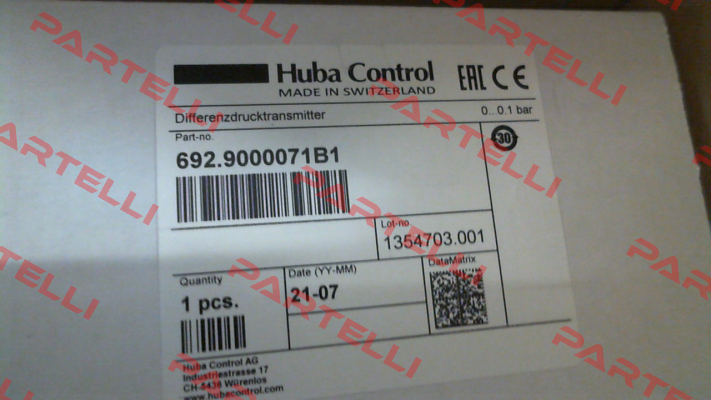 Huba Control
MADE IN SWITZERLAND
EAC CE
Differenzdrucktransmitter
0...0.1 bar
Part-no.
692.9000071B1
30
Lot-no
1354703.001
Quantity
1 pcs.
Date (YY-MM)
21-07
DataMatrix
Huba Control AG
Industriestrasse 17
CH-5436 Würenlos
www.hubacontrol.com
PARTELLI
PARTELLI
PARTELLI
PARTELLI
PARTELLI
PARTELLI
PARTELLI
PARTELLI
PARTELLI